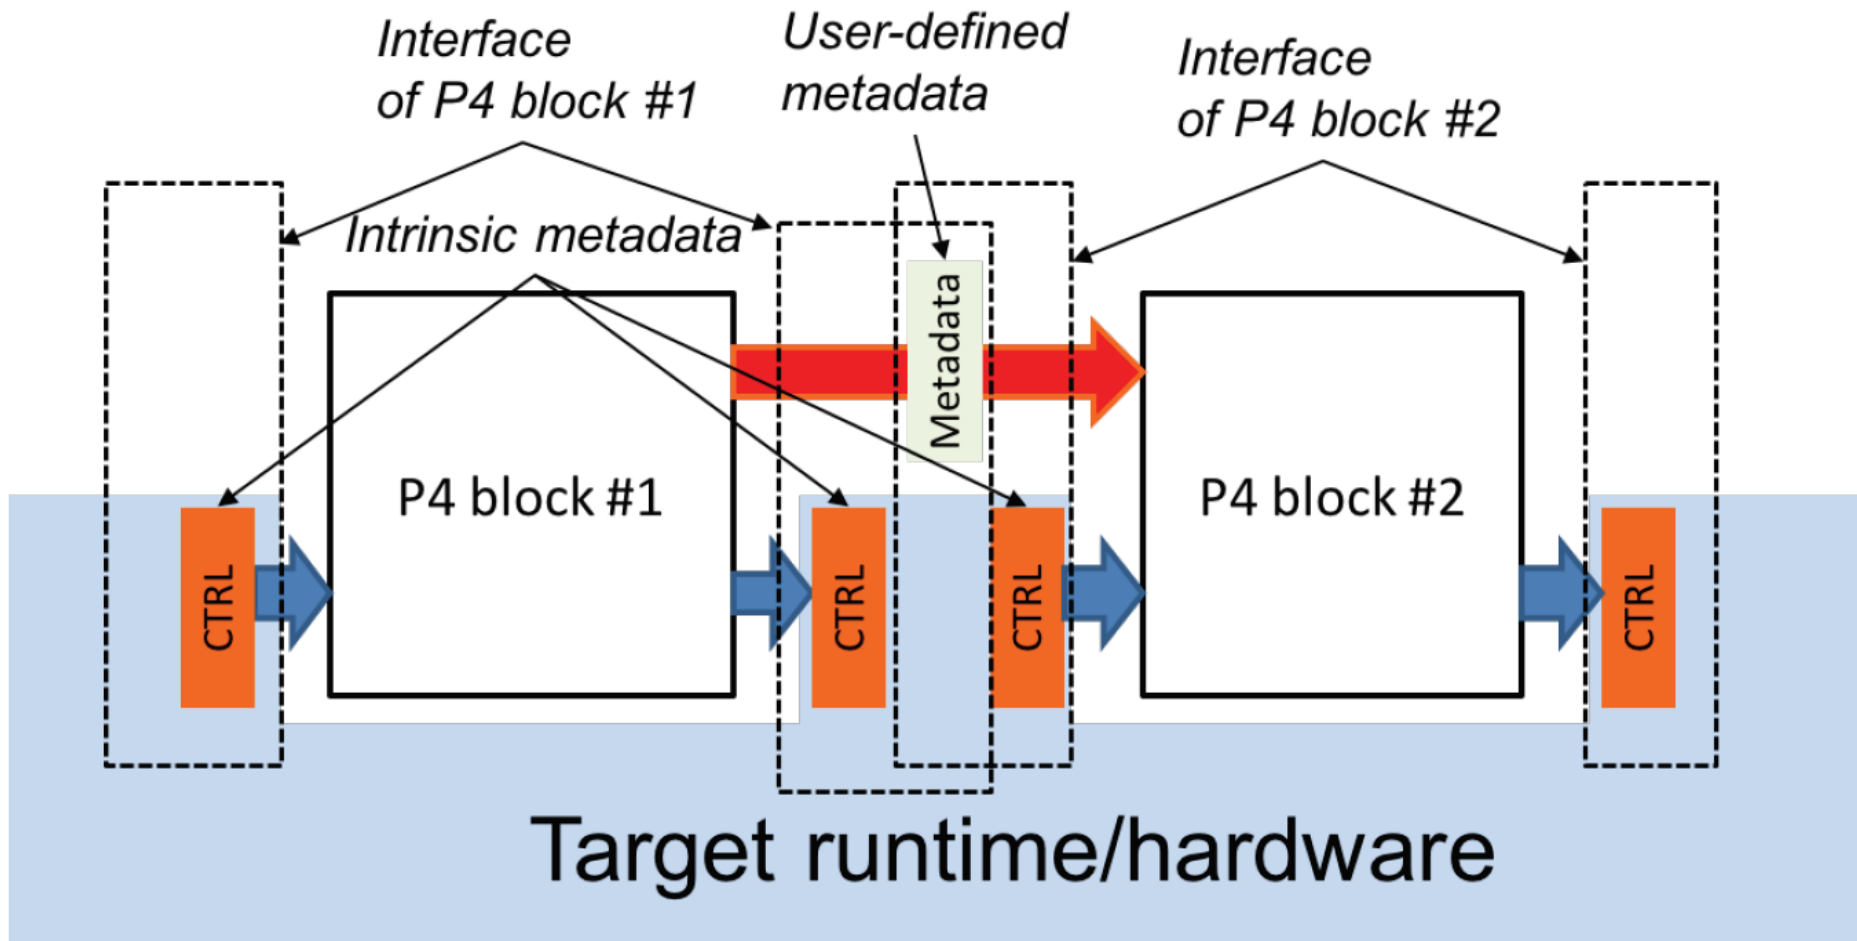 Interface
of P4 block #1
User-defined
metadata
Interface
of P4 block #2
Intrinsic metadata
Metadata
P4 block #1
P4 block #2
CTRL
CTRL
CTRL
CTRL
Target runtime/hardware